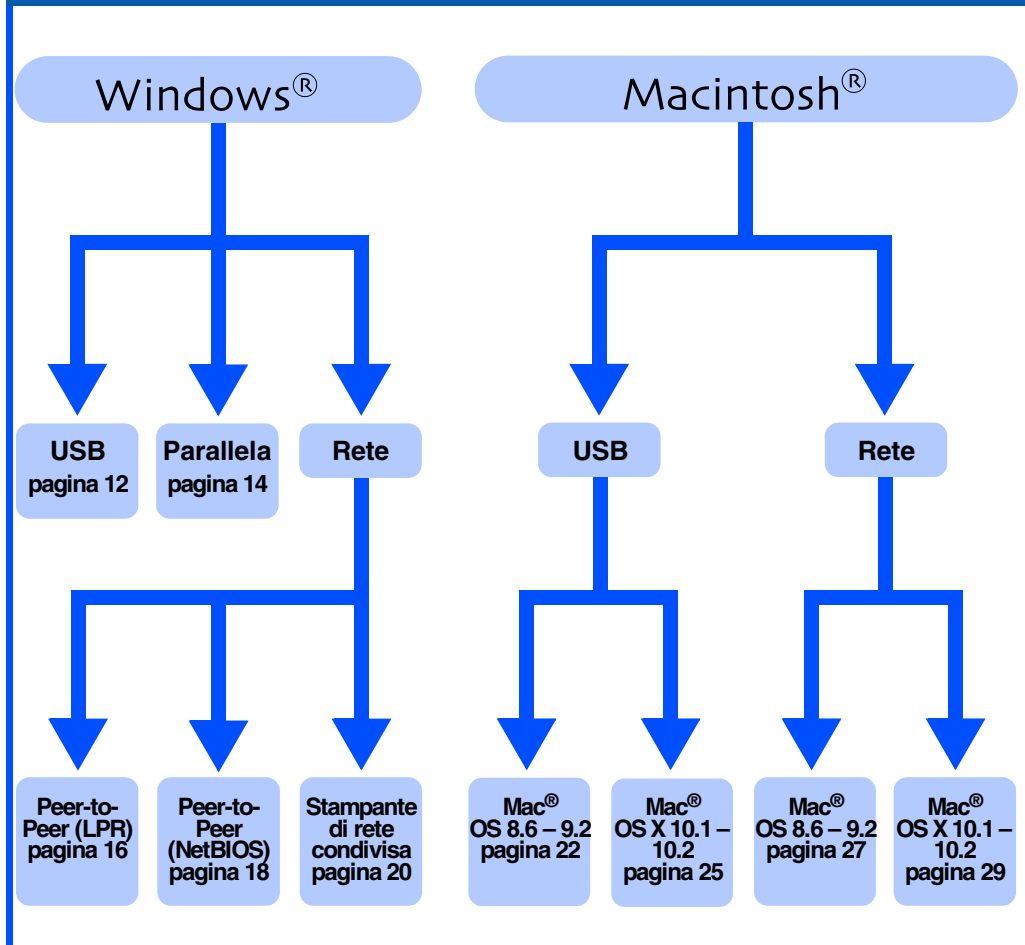 Windows®
Macintosh®
USB
pagina 12
Parallela
pagina 14
Rete
USB
Rete
Peer-to-
Peer (LPR)
pagina 16
Peer-to-
Peer
(NetBIOS)
pagina 18
Stampante
di rete
condivisa
pagina 20
Mac®
OS 8.6 – 9.2
pagina 22
Mac®
OS X 10.1 –
10.2
pagina 25
Mac®
OS 8.6 – 9.2
pagina 27
Mac®
OS X 10.1 –
10.2
pagina 29